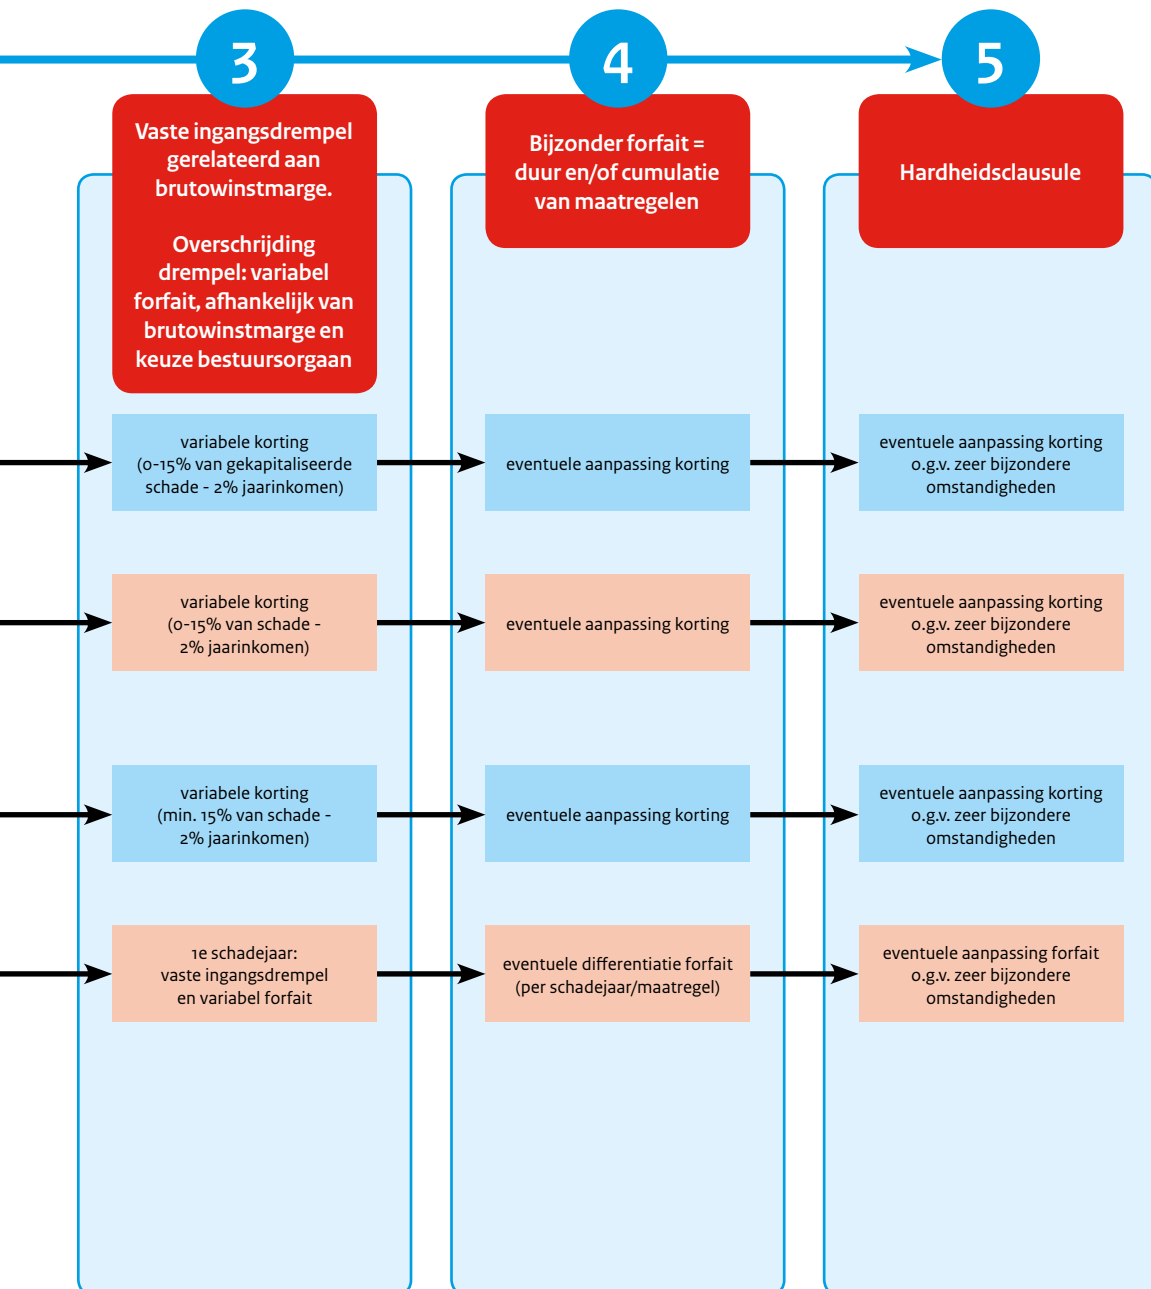 3
4
5
Vaste ingangsdrempel
gerelateerd aan
brutowinstmarge.
Overschrijding
drempel: variabel
forfait, afhankelijk van
brutowinstmarge en
keuze bestuursorgaan
Bijzonder forfait =
duur en/of cumulatie
van maatregelen
Hardheidsclausule
variabele korting
(0-15% van gekapitaliseerde
schade - 2% jaarinkomen)
eventuele aanpassing korting
eventuele aanpassing korting
o.g.v. zeer bijzondere
omstandigheden
variabele korting
(0-15% van schade -
2% jaarinkomen)
eventuele aanpassing korting
eventuele aanpassing korting
o.g.v. zeer bijzondere
omstandigheden
variabele korting
(min. 15% van schade -
2% jaarinkomen)
eventuele aanpassing korting
eventuele aanpassing korting
o.g.v. zeer bijzondere
omstandigheden
1e schadejaar:
vaste ingangsdrempel
en variabel forfait
eventuele differentiatie forfait
(per schadejaar/maatregel)
eventuele aanpassing forfait
o.g.v. zeer bijzondere
omstandigheden